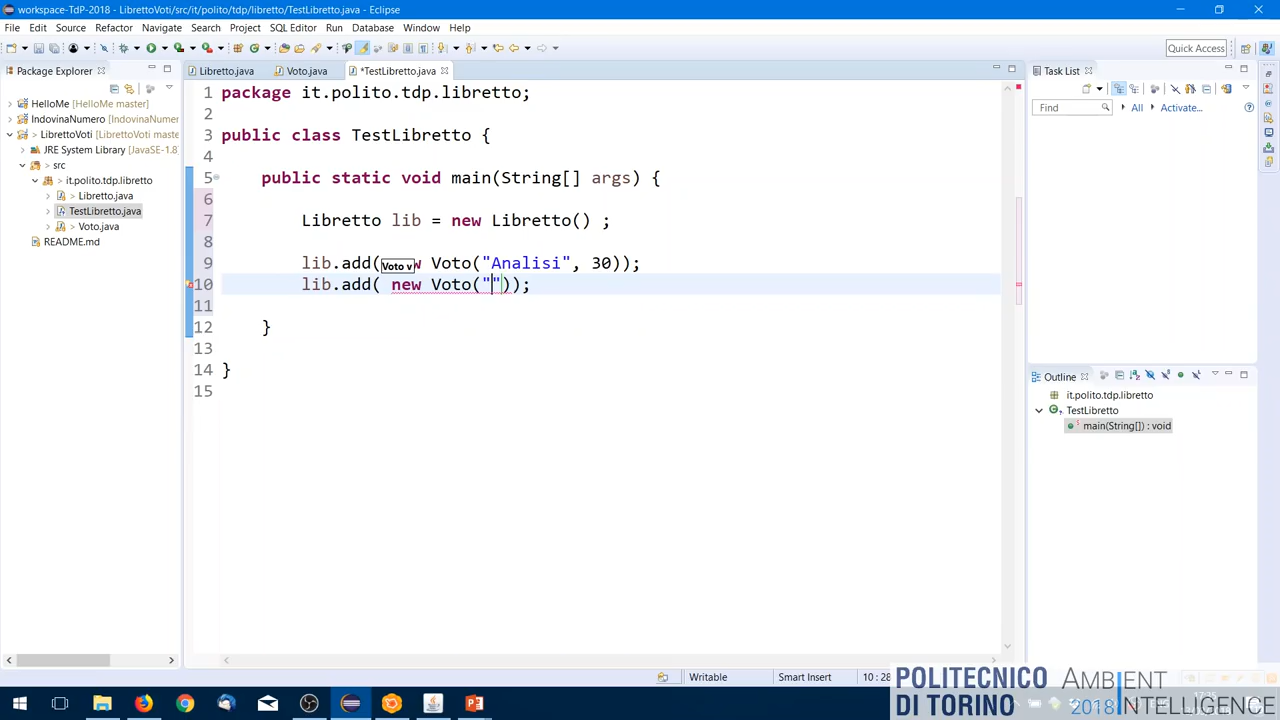 workspace-TdP-2018 - LibrettoVoti/src/it/polito/tdp/libretto/TestLibretto.java - Eclipse
File Edit Source Refactor Navigate Search Project SQL Editor Run Database Window Help
Quick Access
Package Explorer
HelloMe [HelloMe master]
IndovinaNumero [IndovinaNumero
> LibrettoVoti [LibrettoVoti maste
JRE System Library [JavaSE-1.8
> src
it.polito.tdp.libretto
> Libretto.java
TestLibretto.java
> Voto.java
README.md
Libretto.java Voto.java *TestLibretto.java
1 package it.polito.tdp.libretto;
2
3 public class TestLibretto {
4
5 public static void main(String[] args) {
6
7 Libretto lib = new Libretto() ;
8
9 lib.add( Voto v w Voto("Analisi", 30));
10 lib.add( new Voto(""));
11
12 }
13
14 }
15
Task List
Find All Activate...
Outline
it.polito.tdp.libretto
TestLibretto
main(String[]) : void
Writable Smart Insert 10 : 28
POLITECNICO DI TORINO
AMBIENT 2018 INTELLIGENCE